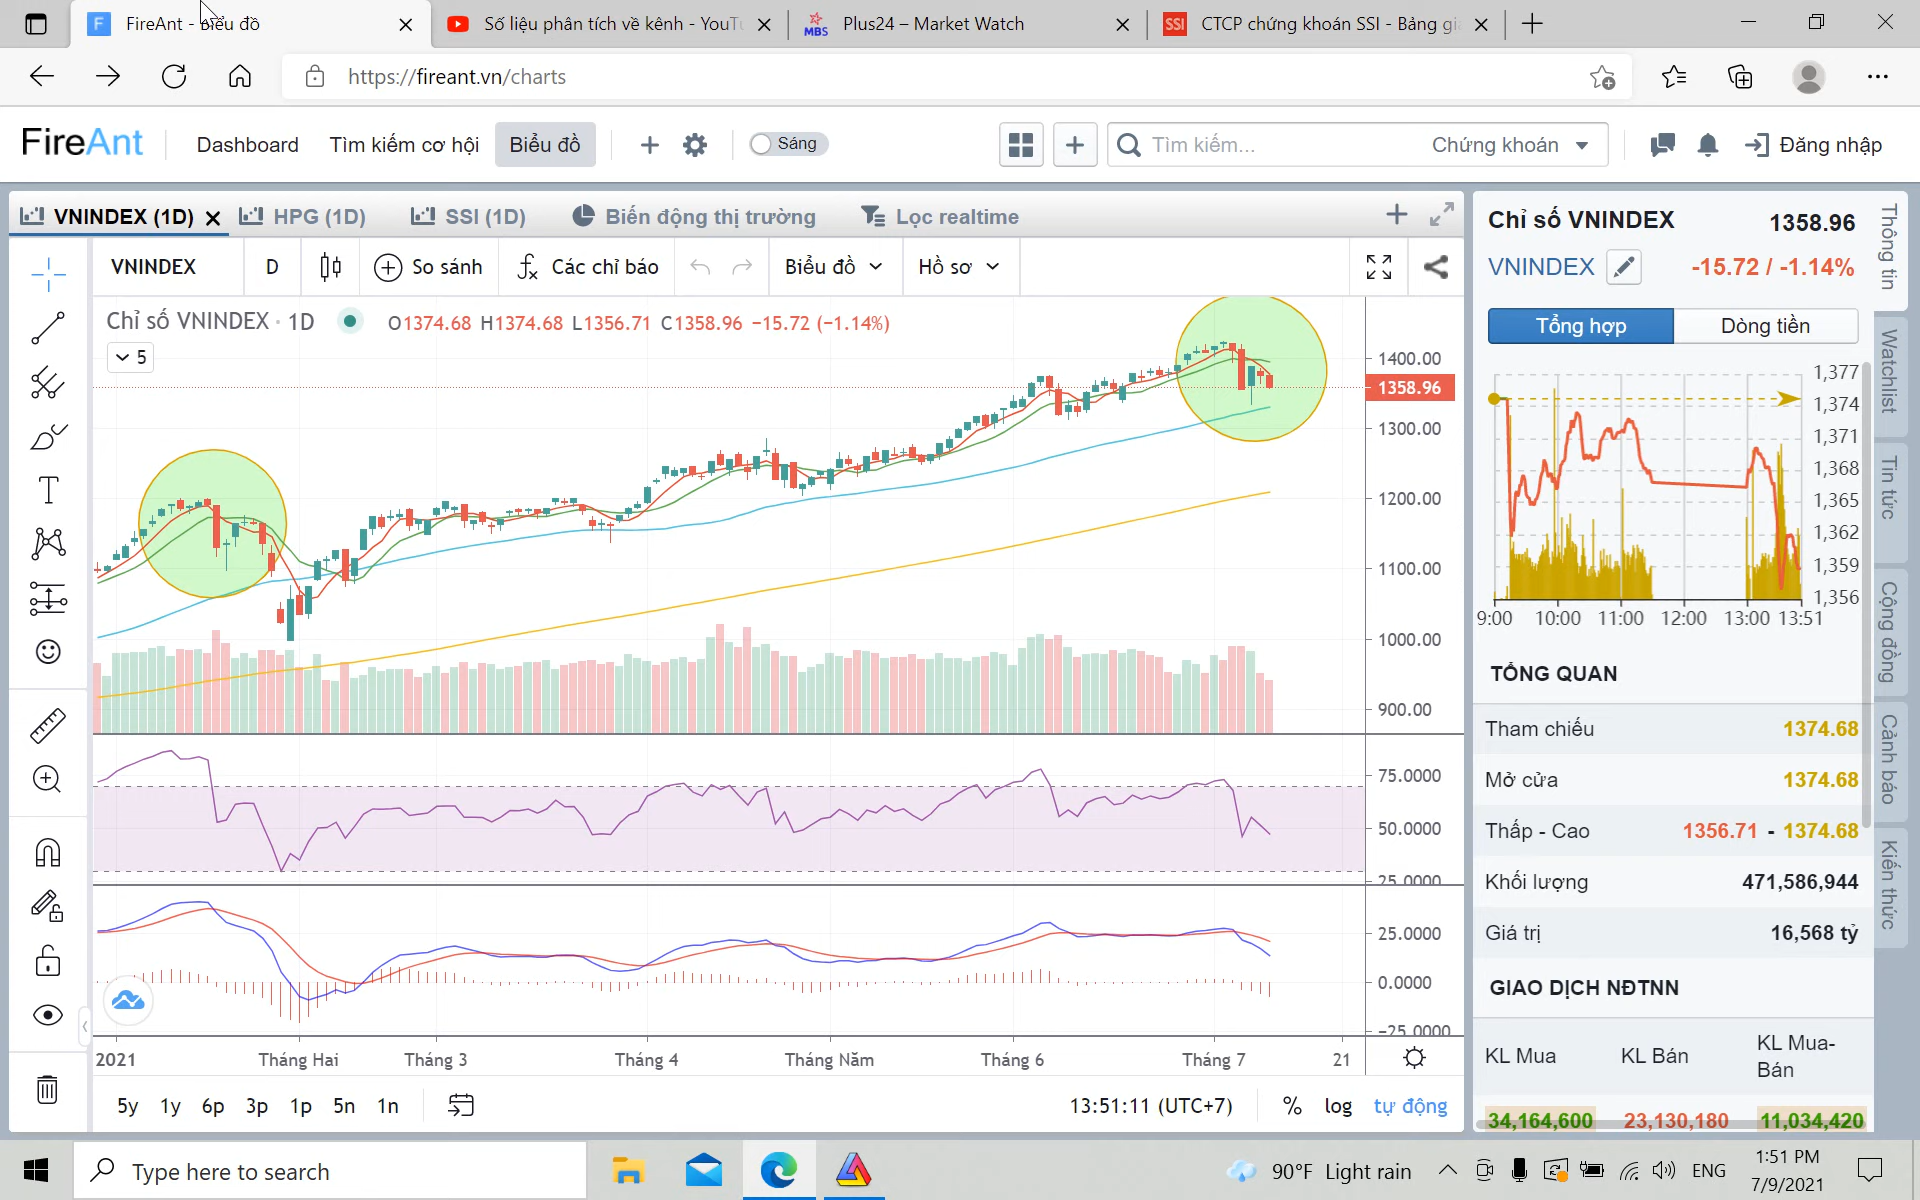 FireAnt - Biểu đồ
Số liệu phân tích về kênh - YouTu
MBS Plus24 – Market Watch
SSI CTCP chứng khoán SSI - Bảng gi
https://fireant.vn/charts
FireAnt
Dashboard
Tìm kiếm cơ hội
Biểu đồ
Sáng
Tìm kiếm...
Chứng khoán
Đăng nhập
VNINDEX (1D)
HPG (1D)
SSI (1D)
Biến động thị trường
Lọc realtime
VNINDEX
D
So sánh
Các chỉ báo
Biểu đồ
Hồ sơ
Chỉ số VNINDEX · 1D
O1374.68 H1374.68 L1356.71 C1358.96 −15.72 (−1.14%)
5
1400.00
1358.96
1300.00
1200.00
1100.00
1000.00
900.00
75.0000
50.0000
25.0000
25.0000
0.0000
−25.0000
2021
Tháng Hai
Tháng 3
Tháng 4
Tháng Năm
Tháng 6
Tháng 7
21
5y 1y 6p 3p 1p 5n 1n
13:51:11 (UTC+7)
%
log
tự động
Chỉ số VNINDEX
1358.96
VNINDEX
-15.72 / -1.14%
Tổng hợp
Dòng tiền
1,377
1,374
1,371
1,368
1,365
1,362
1,359
1,356
9:00 10:00 11:00 12:00 13:00 13:51
TỔNG QUAN
Tham chiếu 1374.68
Mở cửa 1374.68
Thấp - Cao 1356.71 - 1374.68
Khối lượng 471,586,944
Giá trị 16,568 tỷ
GIAO DỊCH NĐTNN
KL Mua
KL Bán
KL Mua-
Bán
34,164,600 23,130,180 11,034,420
Thông tin
Watchlist
Tin tức
Cộng đồng
Cảnh báo
Kiến thức
Type here to search
90°F Light rain
ENG
1:51 PM
7/9/2021